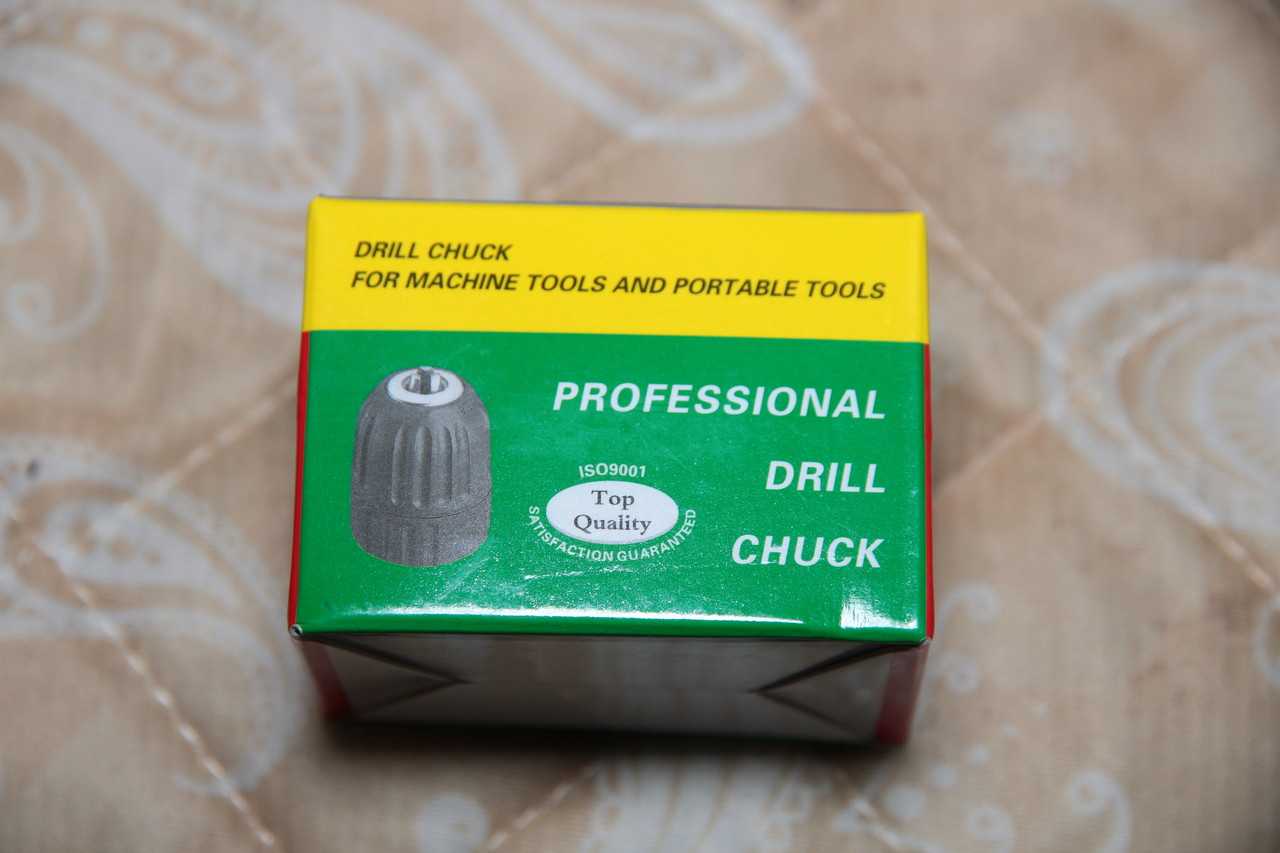 DRILL CHUCK
FOR MACHINE TOOLS AND PORTABLE TOOLS
PROFESSIONAL
DRILL
CHUCK
ISO9001
Top
Quality
SATISFACTION GUARANTEED